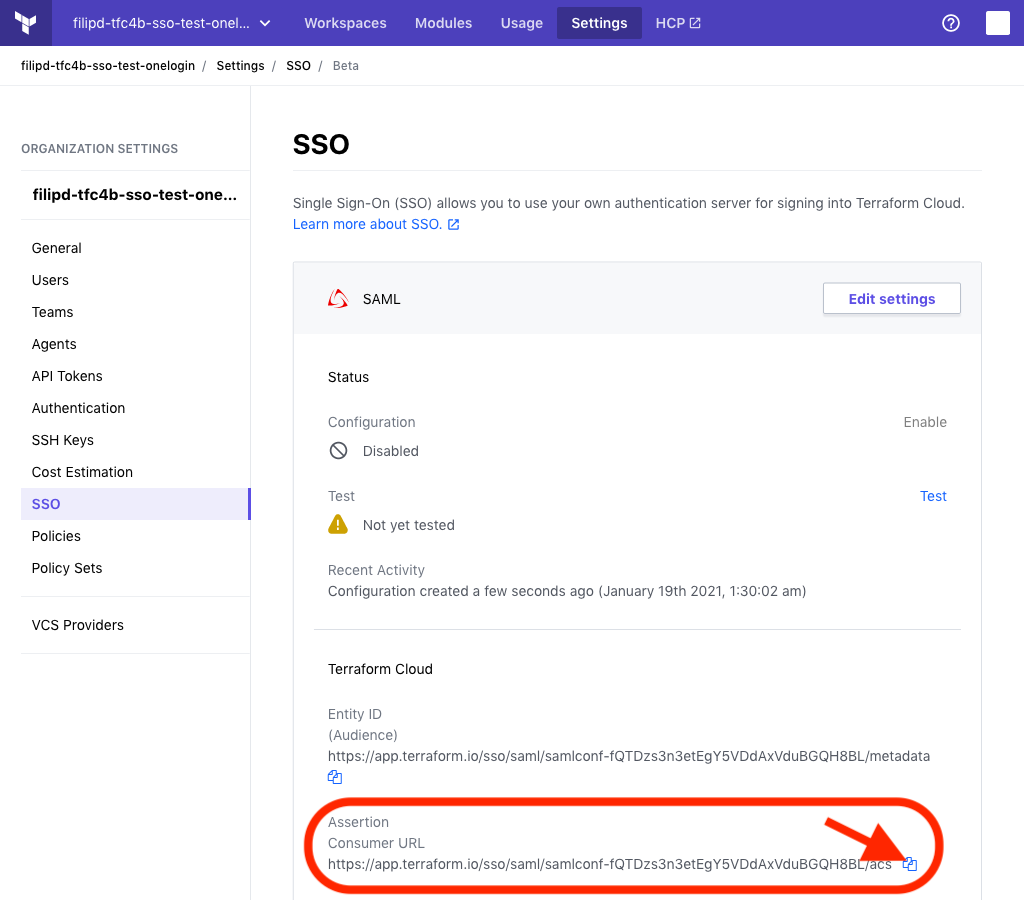 filipd-tfc4b-sso-test-onel...
Workspaces
Modules
Usage
Settings
HCP
filipd-tfc4b-sso-test-onelogin / Settings / SSO / Beta
ORGANIZATION SETTINGS
filipd-tfc4b-sso-test-one...
General
Users
Teams
Agents
API Tokens
Authentication
SSH Keys
Cost Estimation
SSO
Policies
Policy Sets
VCS Providers
SSO
Single Sign-On (SSO) allows you to use your own authentication server for signing into Terraform Cloud.
Learn more about SSO.
SAML
Edit settings
Status
Configuration
Enable
Disabled
Test
Test
Not yet tested
Recent Activity
Configuration created a few seconds ago (January 19th 2021, 1:30:02 am)
Terraform Cloud
Entity ID
(Audience)
https://app.terraform.io/sso/saml/samlconf-fQTDzs3n3etEgY5VDdAxVduBGQH8BL/metadata
Assertion
Consumer URL
https://app.terraform.io/sso/saml/samlconf-fQTDzs3n3etEgY5VDdAxVduBGQH8BL/acs